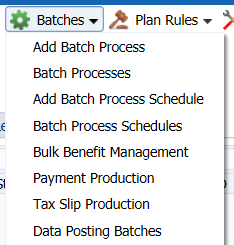 Batches Plan Rules
Add Batch Process
Batch Processes
Add Batch Process Schedule
Batch Process Schedules
Bulk Benefit Management
Payment Production
Tax Slip Production
Data Posting Batches